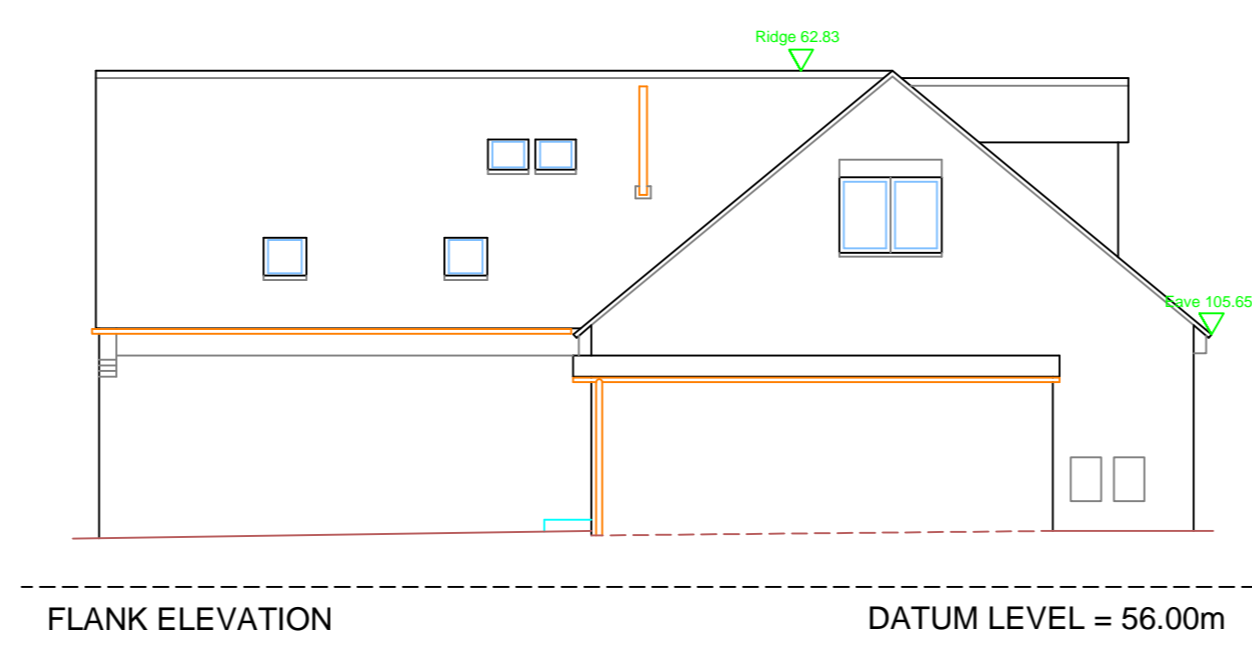 Ridge 62.83
Eave 105.65
FLANK ELEVATION
DATUM LEVEL = 56.00m